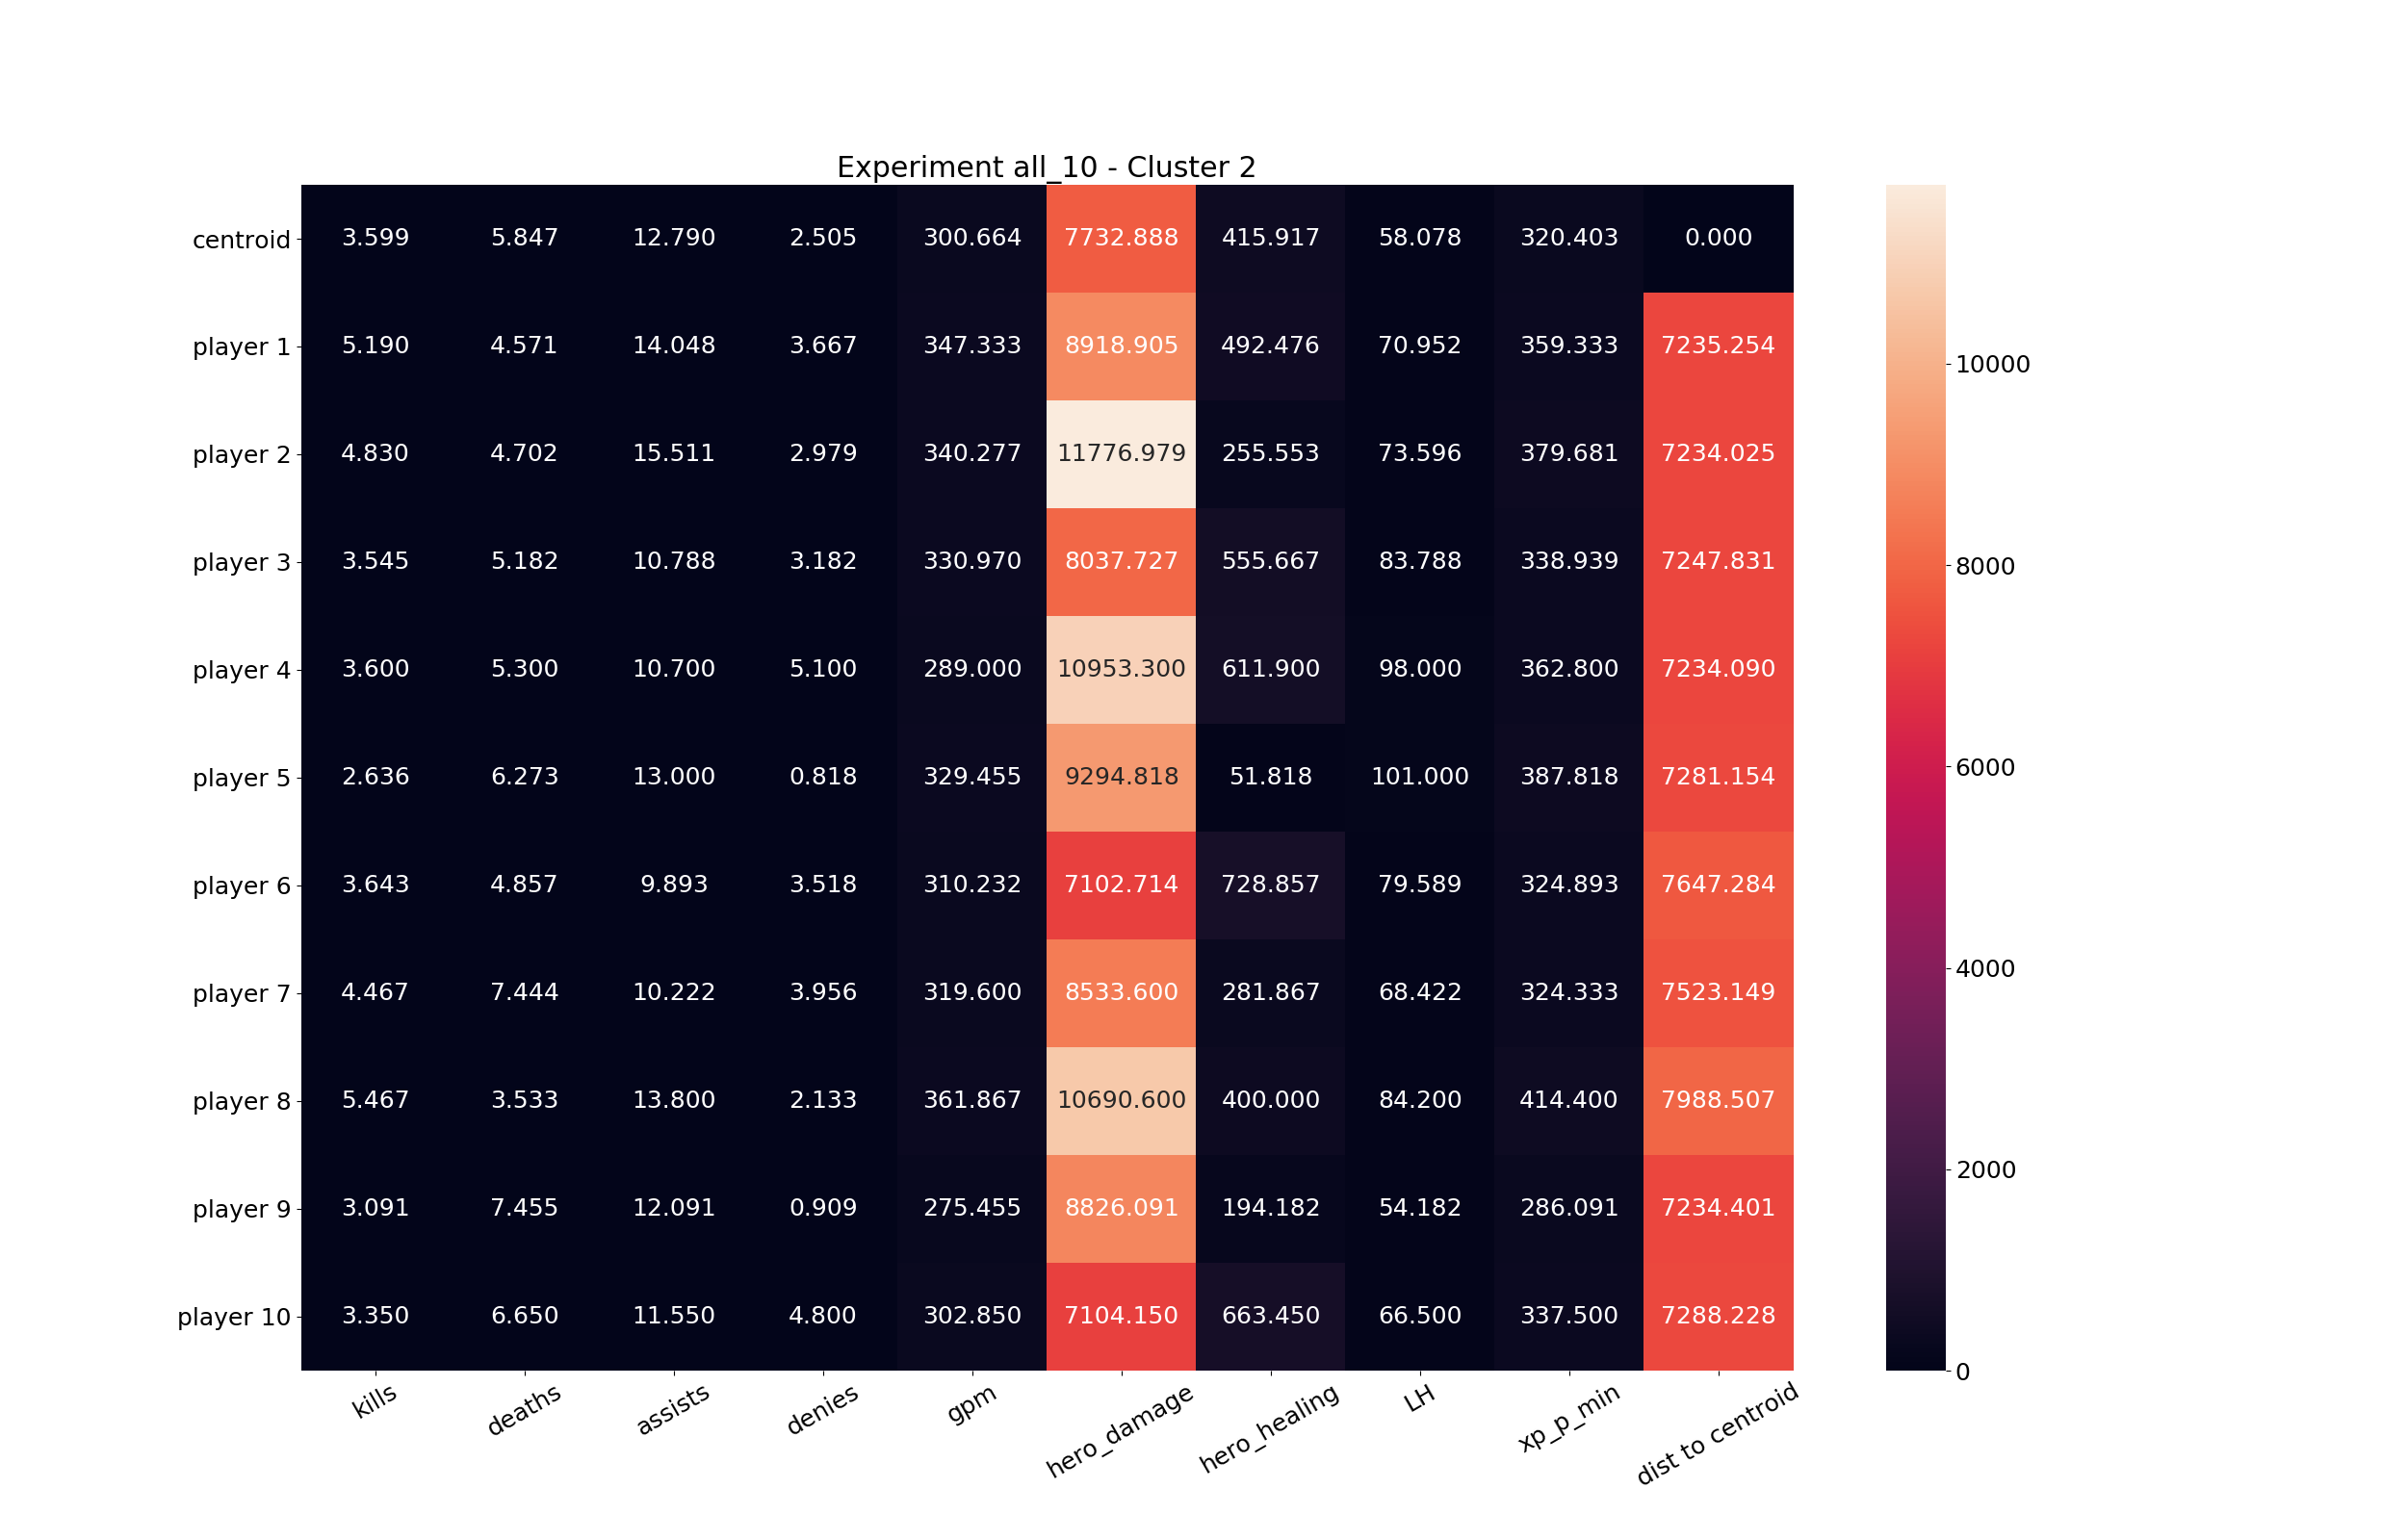 Experiment all_10 - Cluster 2
centroid 3.599 5.847 12.790 2.505 300.664 7732.888 415.917 58.078 320.403 0.000
player 1 5.190 4.571 14.048 3.667 347.333 8918.905 492.476 70.952 359.333 7235.254
10000
player 2 4.830 4.702 15.511 2.979 340.277 11776.979 255.553 73.596 379.681 7234.025
player 3 3.545 5.182 10.788 3.182 330.970 8037.727 555.667 83.788 338.939 7247.831
8000
player 4 3.600 5.300 10.700 5.100 289.000 10953.300 611.900 98.000 362.800 7234.090
player 5 2.636 6.273 13.000 0.818 329.455 9294.818 51.818 101.000 387.818 7281.154
6000
player 6 3.643 4.857 9.893 3.518 310.232 7102.714 728.857 79.589 324.893 7647.284
player 7 4.467 7.444 10.222 3.956 319.600 8533.600 281.867 68.422 324.333 7523.149
4000
player 8 5.467 3.533 13.800 2.133 361.867 10690.600 400.000 84.200 414.400 7988.507
player 9 3.091 7.455 12.091 0.909 275.455 8826.091 194.182 54.182 286.091 7234.401
2000
player 10 3.350 6.650 11.550 4.800 302.850 7104.150 663.450 66.500 337.500 7288.228
0
kills deaths assists denies gpm hero_damage hero_healing LH xp_p_min dist to centroid